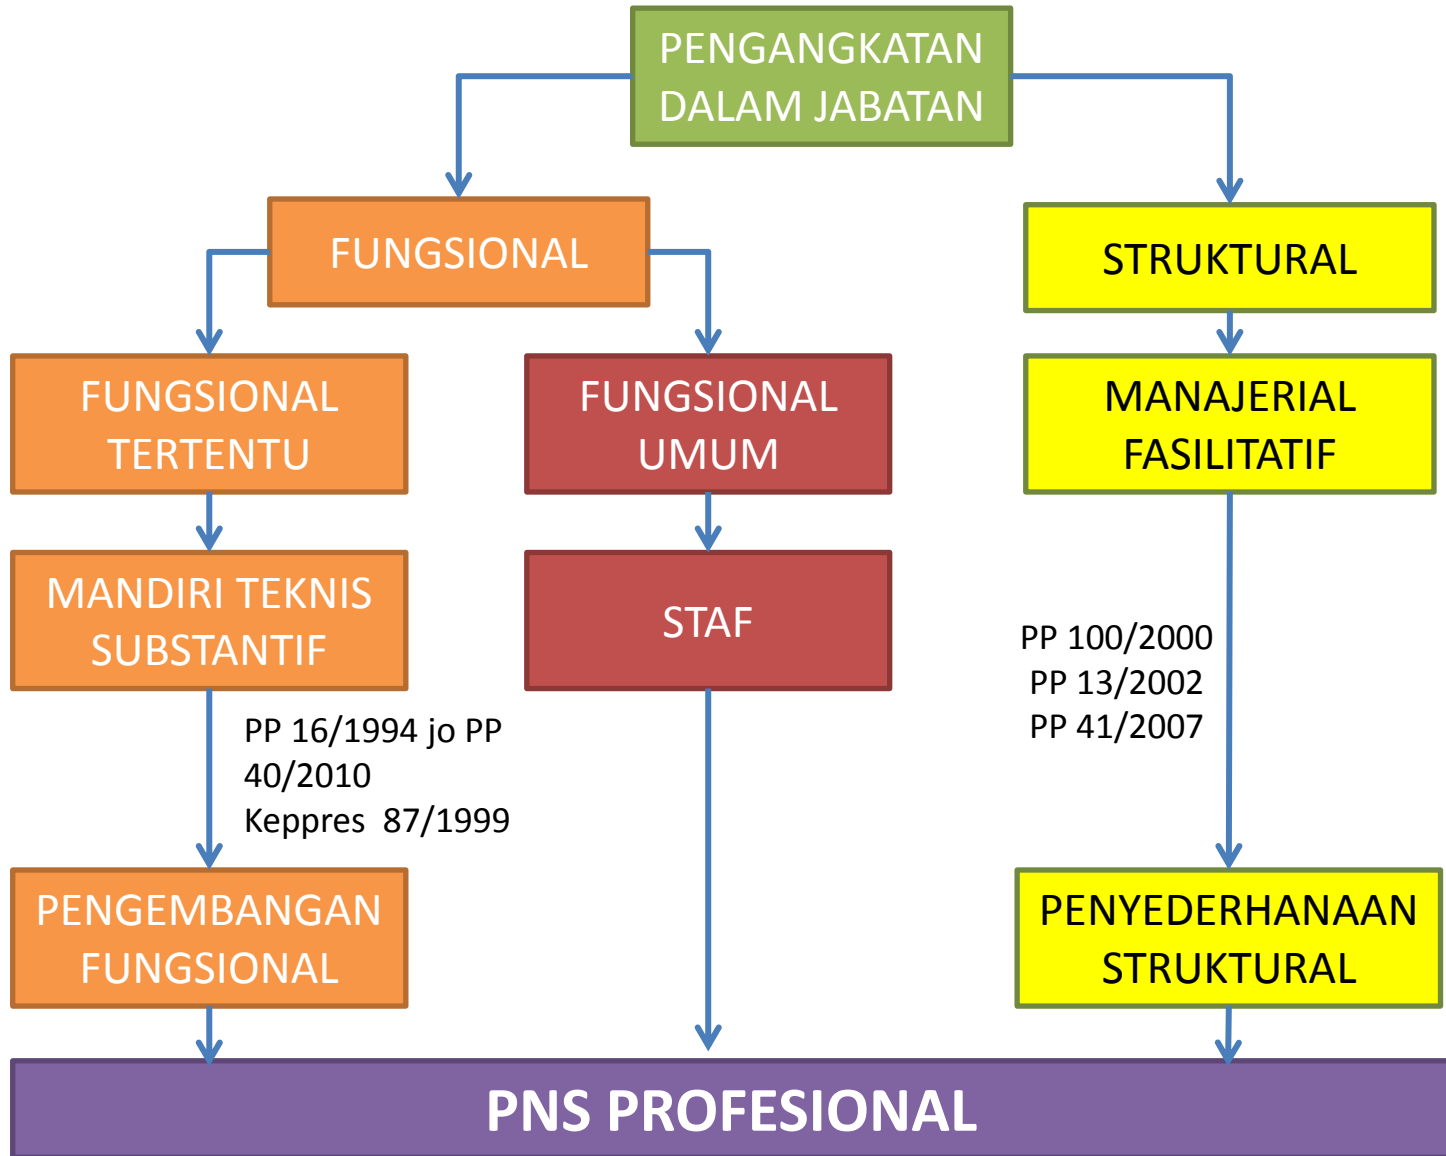 PENGANGKATAN
DALAM JABATAN
FUNGSIONAL
STRUKTURAL
FUNGSIONAL
TERTENTU
FUNGSIONAL
UMUM
MANAJERIAL
FASILITATIF
MANDIRI TEKNIS
SUBSTANTIF
STAF
PP 100/2000
PP 13/2002
PP 41/2007
PP 16/1994 jo PP
40/2010
Keppres 87/1999
PENGEMBANGAN
FUNGSIONAL
PENYEDERHANAAN
STRUKTURAL
PNS PROFESIONAL